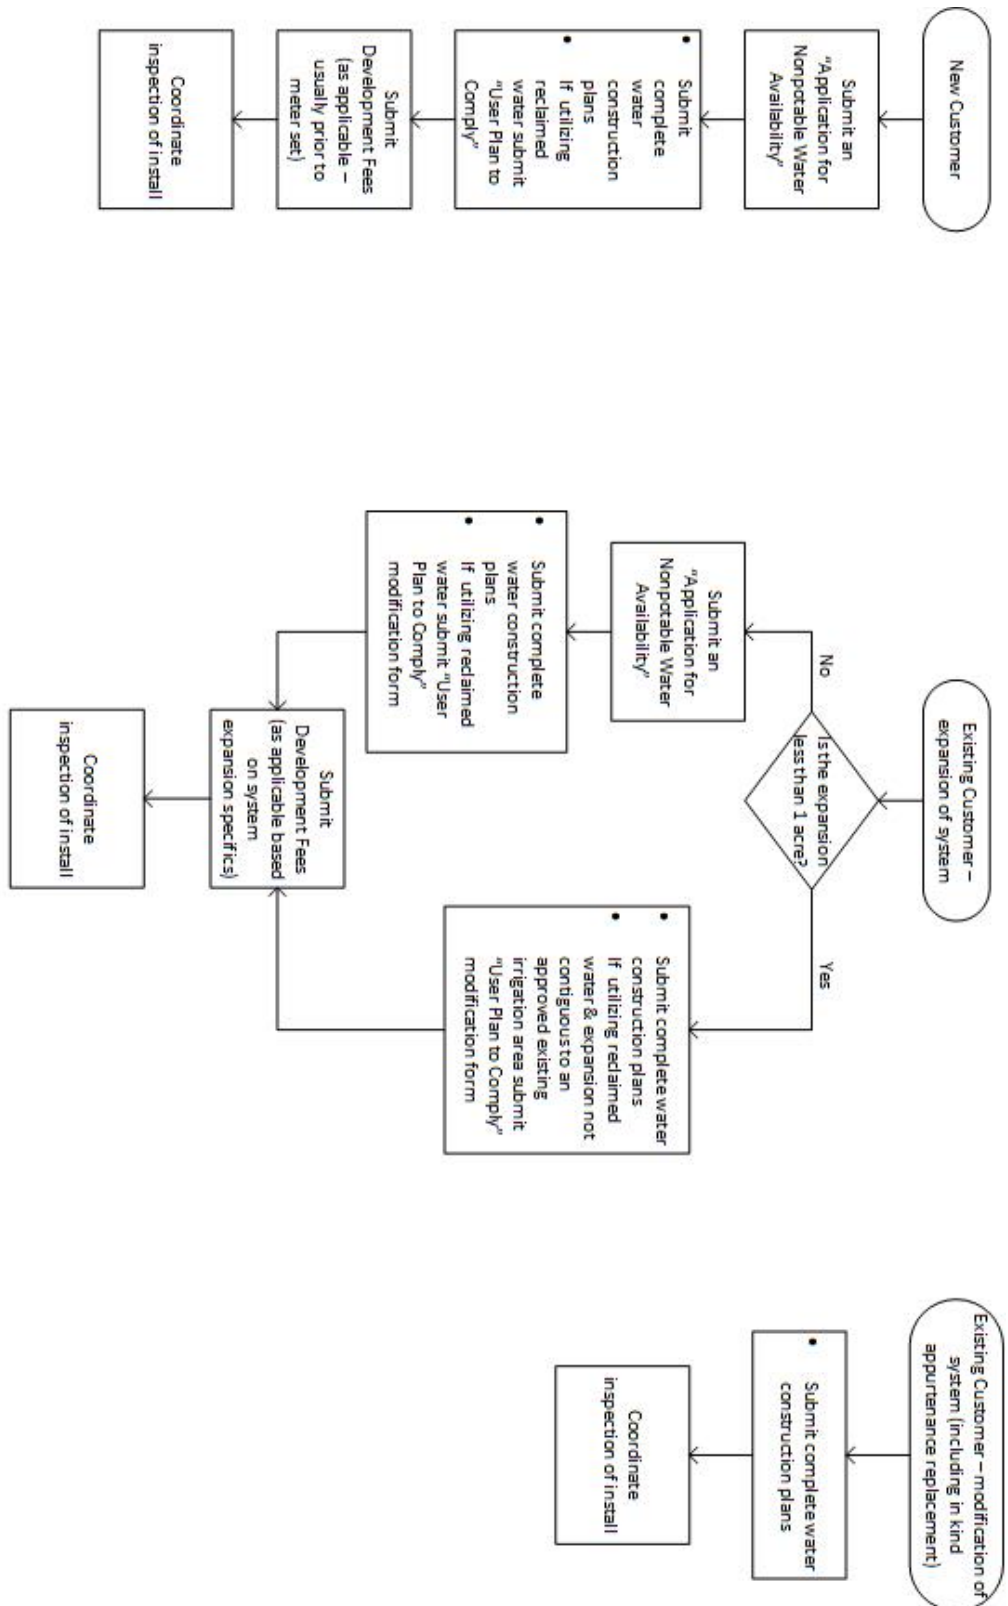 New Customer
Submit an
“Application for
Nonpotable Water
Availability”
• Submit
complete
water
construction
plans
• If utilizing
reclaimed
water submit
“User Plan to
Comply”
Submit
Development Fees
(as applicable –
usually prior to
meter set)
Coordinate
inspection of install
Existing Customer –
expansion of system
Is the expansion
less than 1 acre?
No
Yes
Submit an
“Application for
Nonpotable Water
Availability”
• Submit complete
water construction
plans
• If utilizing reclaimed
water submit “User
Plan to Comply”
modification form
• Submit complete water
construction plans
• If utilizing reclaimed
water & expansion not
contiguous to an
approved existing
irrigation area submit
“User Plan to Comply”
modification form
Submit
Development Fees
(as applicable based
on system
expansion specifics)
Coordinate
inspection of install
Existing Customer – modification of
system (including in kind
appurtenance replacement)
• Submit complete water
construction plans
Coordinate
inspection of install